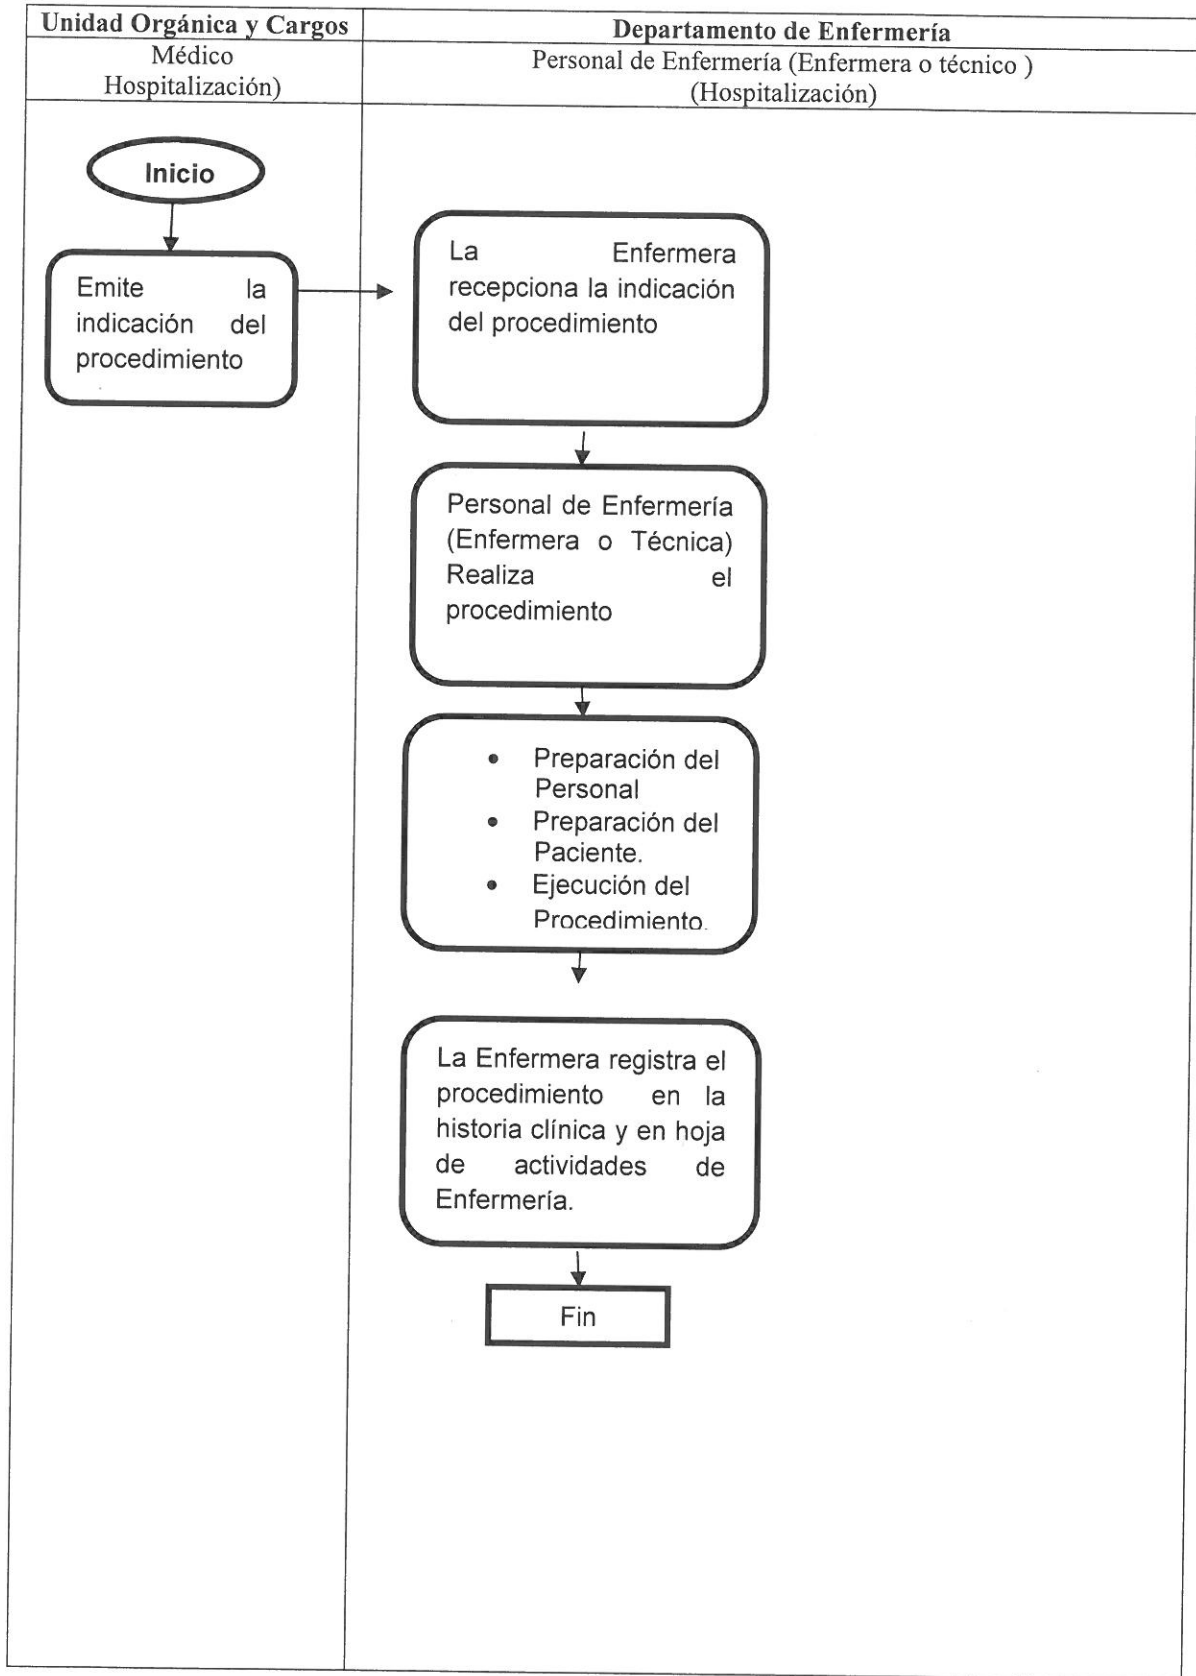 Unidad Orgánica y Cargos
Departamento de Enfermería
Médico
Hospitalización)
Personal de Enfermería (Enfermera o técnico )
(Hospitalización)
Inicio
Emite la
indicación del
procedimiento
La Enfermera
recepciona la indicación
del procedimiento
Personal de Enfermería
(Enfermera o Técnica)
Realiza el
procedimiento
• Preparación del
Personal
• Preparación del
Paciente.
• Ejecución del
Procedimiento.
La Enfermera registra el
procedimiento en la
historia clínica y en hoja
de actividades de
Enfermería.
Fin